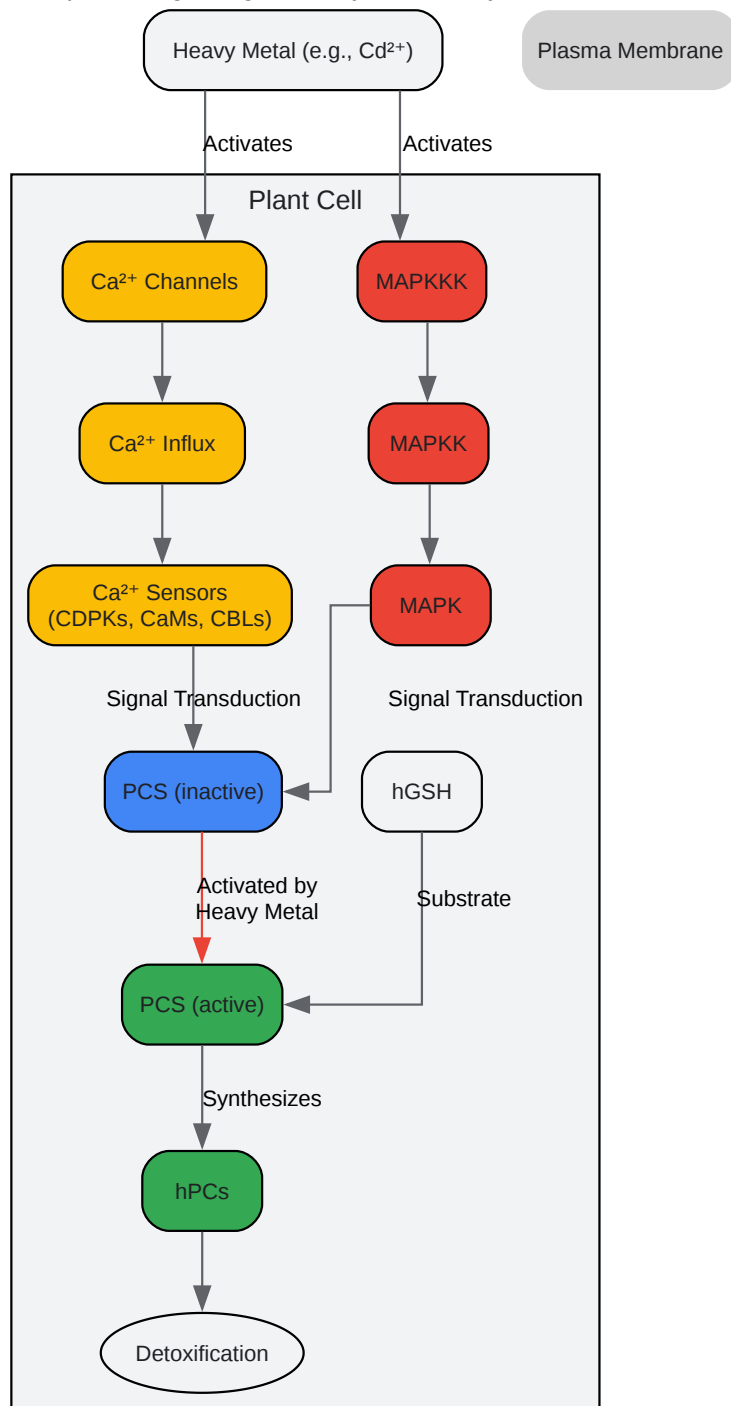 Heavy Metal (e.g., Cd²⁺)
Plasma Membrane
Activates
Activates
Plant Cell
Ca²⁺ Channels
MAPKKK
Ca²⁺ Influx
MAPKK
Ca²⁺ Sensors
(CDPKs, CaMs, CBLs)
MAPK
Signal Transduction
Signal Transduction
PCS (inactive)
hGSH
Activated by
Heavy Metal
Substrate
PCS (active)
Synthesizes
hPCs
Detoxification